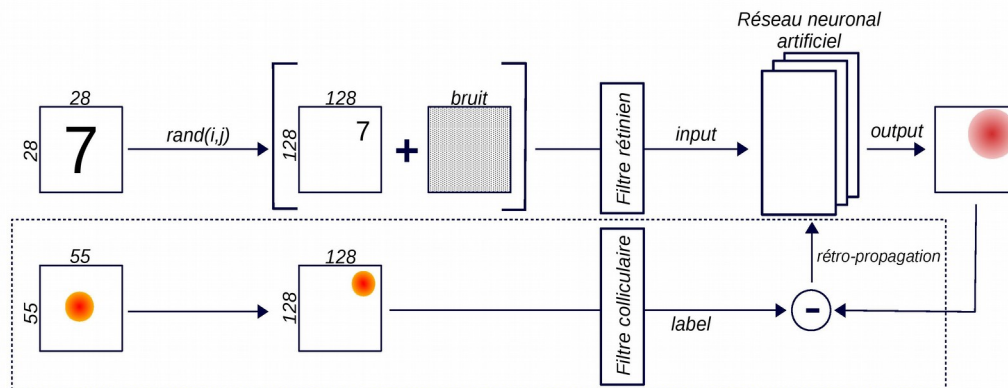 Réseau neuronal
artificiel
28
28
7
rand(i,j)
128
128
7
+
bruit
Filtre rétinien
input
output
55
55
128
128
Filtre colliculaire
label
-
rétro-propagation